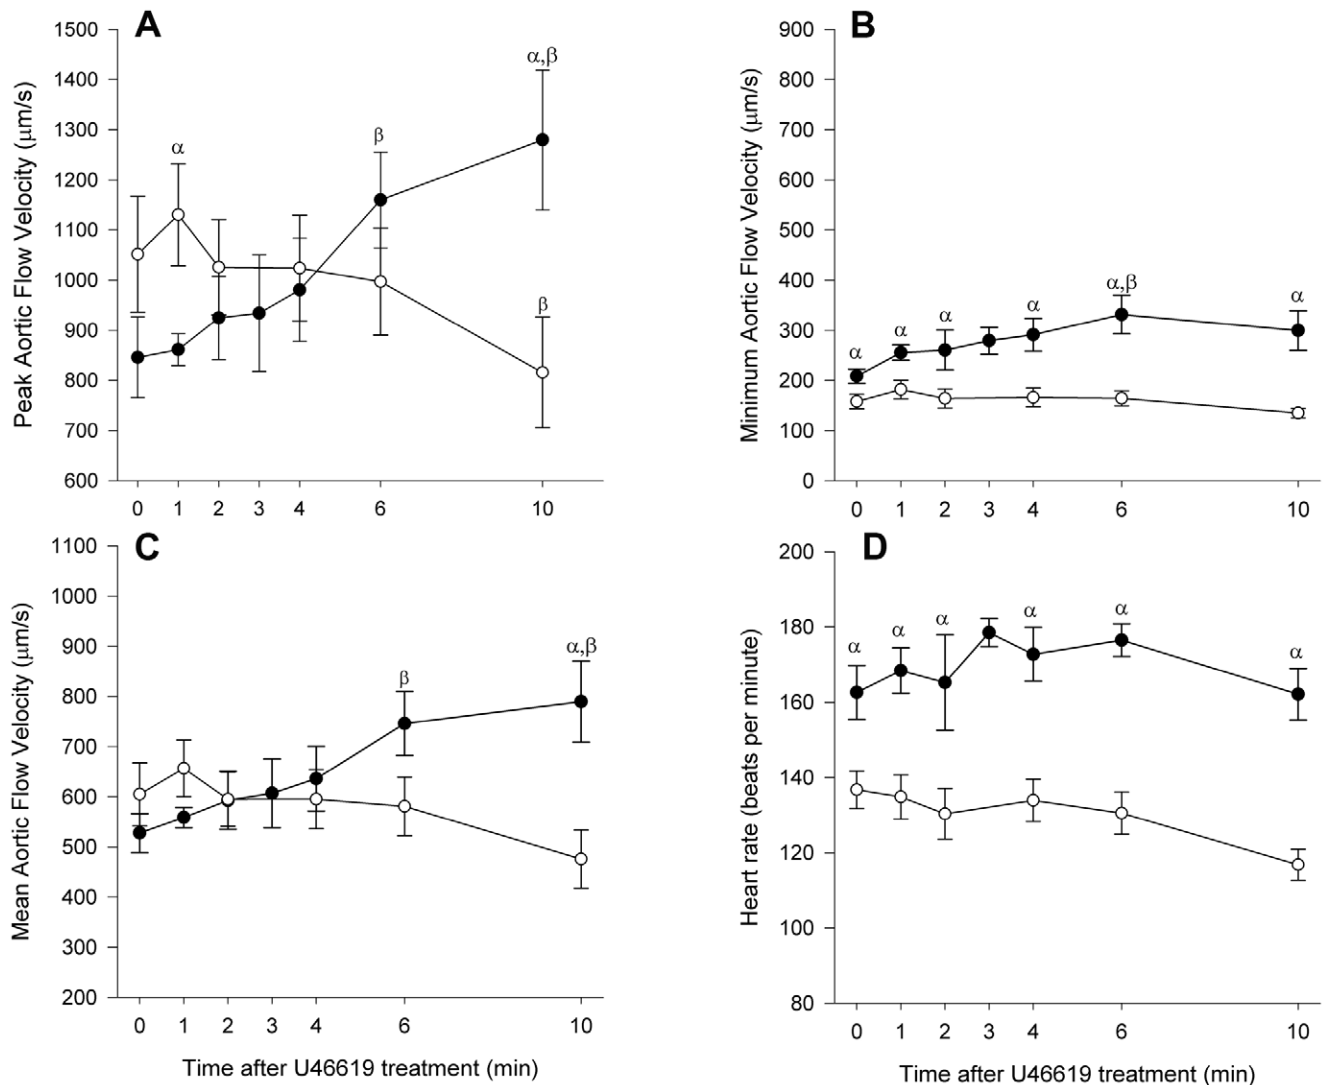 A
Peak Aortic Flow Velocity (μm/s)
1500
1400
1300
1200
1100
1000
900
800
700
600
α
β
α,β
β
0 1 2 3 4 6 10
B
Minimum Aortic Flow Velocity (μm/s)
900
800
700
600
500
400
300
200
100
0
α
α
α
α
α,β
α
0 1 2 3 4 6 10
C
Mean Aortic Flow Velocity (μm/s)
1100
1000
900
800
700
600
500
400
300
200
β
α,β
0 1 2 3 4 6 10
Time after U46619 treatment (min)
D
Heart rate (beats per minute)
200
180
160
140
120
100
80
α
α
α
α
α
α
0 1 2 3 4 6 10
Time after U46619 treatment (min)